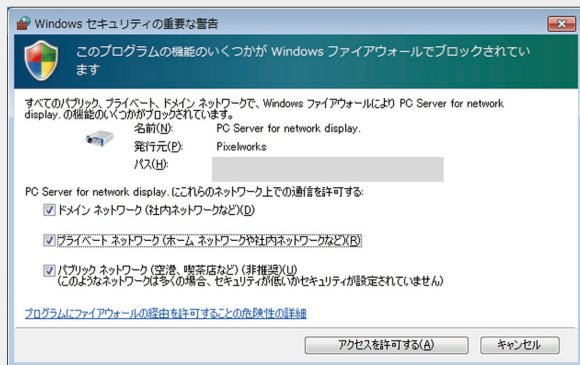 Windows セキュリティの重要な警告
このプログラムの機能のいくつかが Windows ファイアウォールでブロックされてい
ます
すべてのパブリック、プライベート、ドメイン ネットワークで、Windows ファイアウォールにより PC Server for network
display. の機能のいくつかがブロックされています。
名前(N): PC Server for network display.
発行元(P): Pixelworks
パス(H):
PC Server for network display. にこれらのネットワーク上での通信を許可する:
ドメイン ネットワーク (社内ネットワークなど)(D)
プライベート ネットワーク (ホーム ネットワークや社内ネットワークなど)(R)
パブリック ネットワーク (空港、喫茶店など) (非推奨)(U)
(このようなネットワークは多くの場合、セキュリティが低いかセキュリティが設定されていません)
プログラムにファイアウォールの経由を許可することの危険性の詳細
アクセスを許可する(A) キャンセル